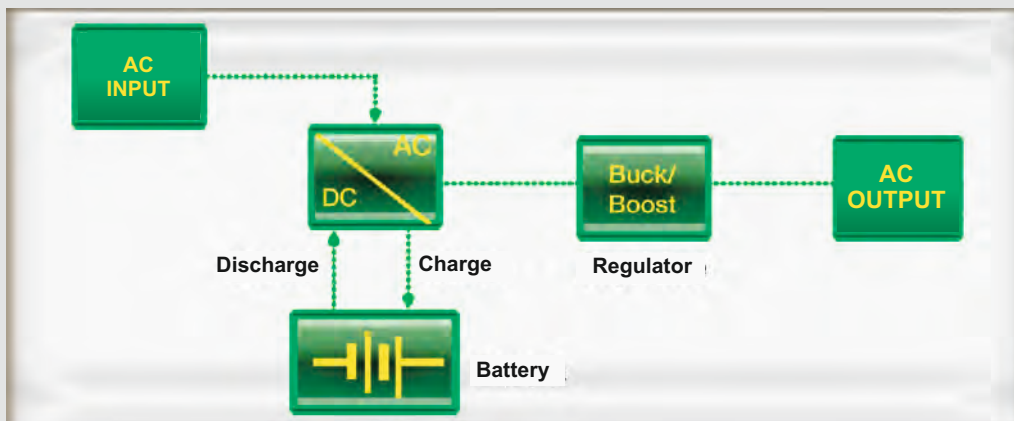 AC
INPUT
AC
DC
Buck/
Boost
AC
OUTPUT
Discharge
Charge
Regulator
Battery